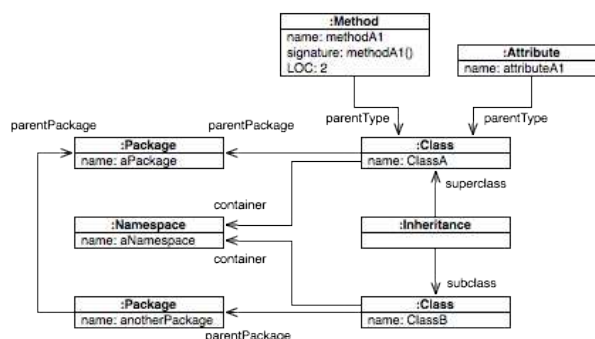 :Method
name: methodA1
signature: methodA1()
LOC: 2
:Attribute
name: attributeA1
parentPackage
parentPackage
parentType
parentType
:Package
name: aPackage
:Class
name: ClassA
superclass
container
:Namespace
name: aNamespace
:Inheritance
container
subclass
:Package
name: anotherPackage
:Class
name: ClassB
parentPackage